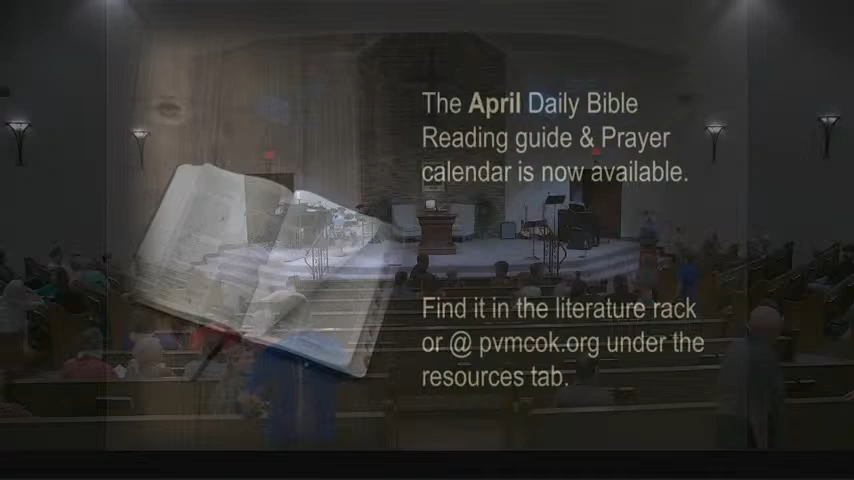 The April Daily Bible
Reading guide & Prayer
calendar is now available.
Find it in the literature rack
or @ pvmcok.org under the
resources tab.